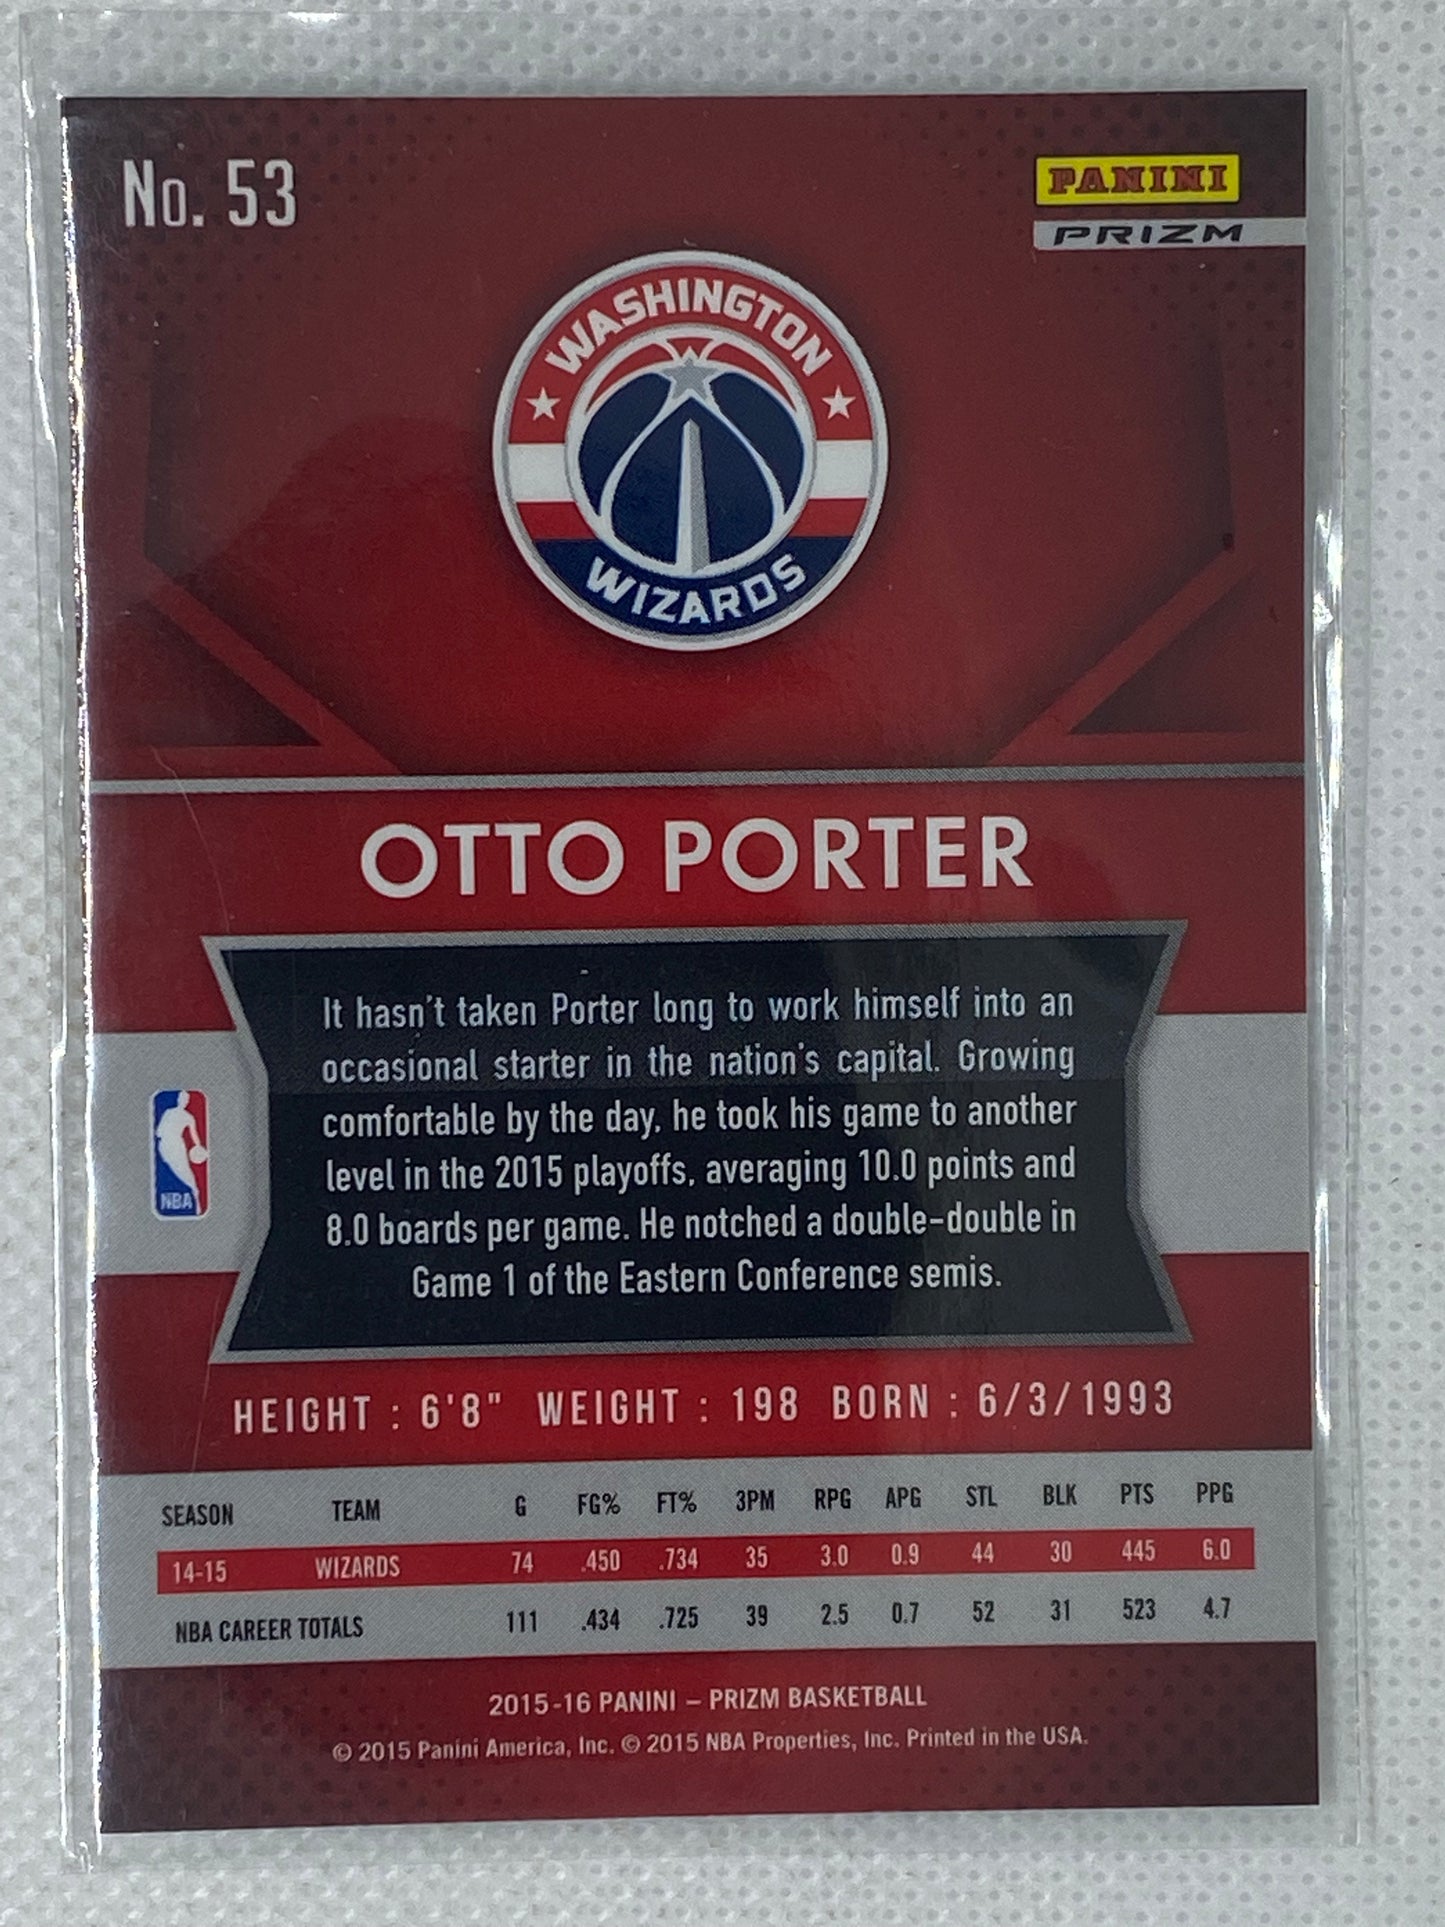 No. 53
PANINI
PRIZM
WASHINGTON
WIZARDS
OTTO PORTER
It hasn't taken Porter long to work himself into an
occasional starter in the nation's capital. Growing
comfortable by the day, he took his game to another
level in the 2015 playoffs, averaging 10.0 points and
8.0 boards per game. He notched a double-double in
Game 1 of the Eastern Conference semis.
NBA
HEIGHT : 6'8" WEIGHT : 198 BORN : 6/3/1993
SEASON TEAM G FG% FT% 3PM RPG APG STL BLK PTS PPG
14-15 WIZARDS 74 .450 .734 35 3.0 0.9 44 30 445 6.0
NBA CAREER TOTALS 111 .434 .725 39 2.5 0.7 52 31 523 4.7
2015-16 PANINI – PRIZM BASKETBALL
© 2015 Panini America, Inc. © 2015 NBA Properties, Inc. Printed in the USA.